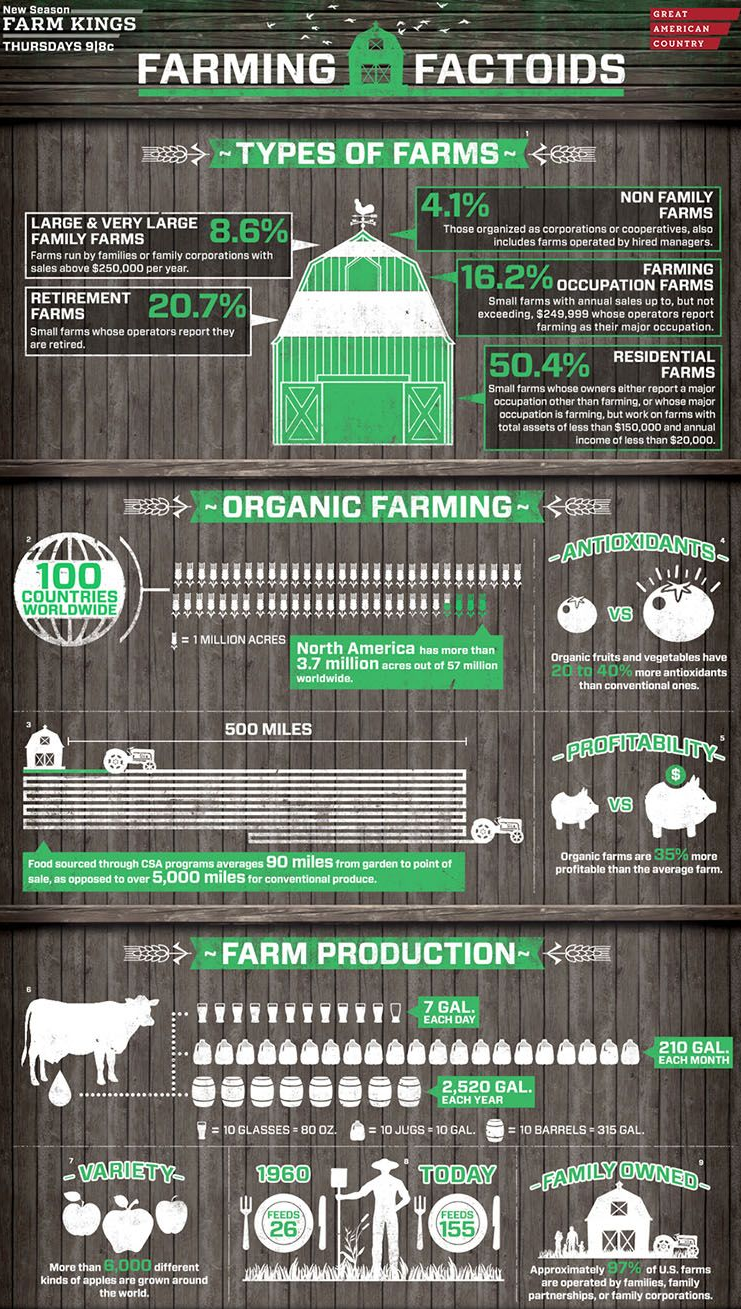 New Season
FARM KINGS
THURSDAYS 9|8c
GREAT
AMERICAN
COUNTRY
FARMING FACTOIDS
~ TYPES OF FARMS ~ 1
LARGE & VERY LARGE
FAMILY FARMS 8.6%
Farms run by families or family corporations with
sales above $250,000 per year.
RETIREMENT
FARMS 20.7%
Small farms whose operators report they
are retired.
4.1% NON FAMILY
FARMS
Those organized as corporations or cooperatives, also
includes farms operated by hired managers.
16.2% FARMING
OCCUPATION FARMS
Small farms with annual sales up to, but not
exceeding, $249,999 whose operators report
farming as their major occupation.
50.4% RESIDENTIAL
FARMS
Small farms whose owners either report a major
occupation other than farming, or whose major
occupation is farming, but work on farms with
total assets of less than $150,000 and annual
income of less than $20,000.
~ ORGANIC FARMING ~
2
100
COUNTRIES
WORLDWIDE
= 1 MILLION ACRES
North America has more than
3.7 million acres out of 57 million
worldwide.
4
- ANTIOXIDANTS -
VS
Organic fruits and vegetables have
20 to 40% more antioxidants
than conventional ones.
3
500 MILES
Food sourced through CSA programs averages 90 miles from garden to point of
sale, as opposed to over 5,000 miles for conventional produce.
5
- PROFITABILITY -
$
VS
Organic farms are 35% more
profitable than the average farm.
~ FARM PRODUCTION ~
6
7 GAL.
EACH DAY
210 GAL.
EACH MONTH
2,520 GAL.
EACH YEAR
= 10 GLASSES = 80 OZ.
= 10 JUGS = 10 GAL.
= 10 BARRELS = 315 GAL.
7
- VARIETY -
More than 6,000 different
kinds of apples are grown around
the world.
8
1960
FEEDS
26
TODAY
FEEDS
155
9
- FAMILY OWNED -
Approximately 97% of U.S. farms
are operated by families, family
partnerships, or family corporations.